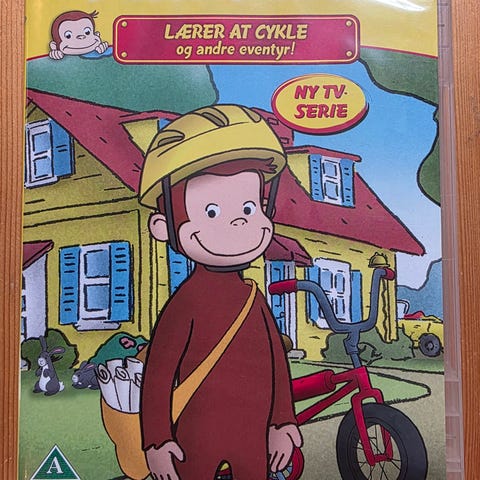 LÆRER AT CYKLE
og andre eventyr!
NY TV-
SERIE
A